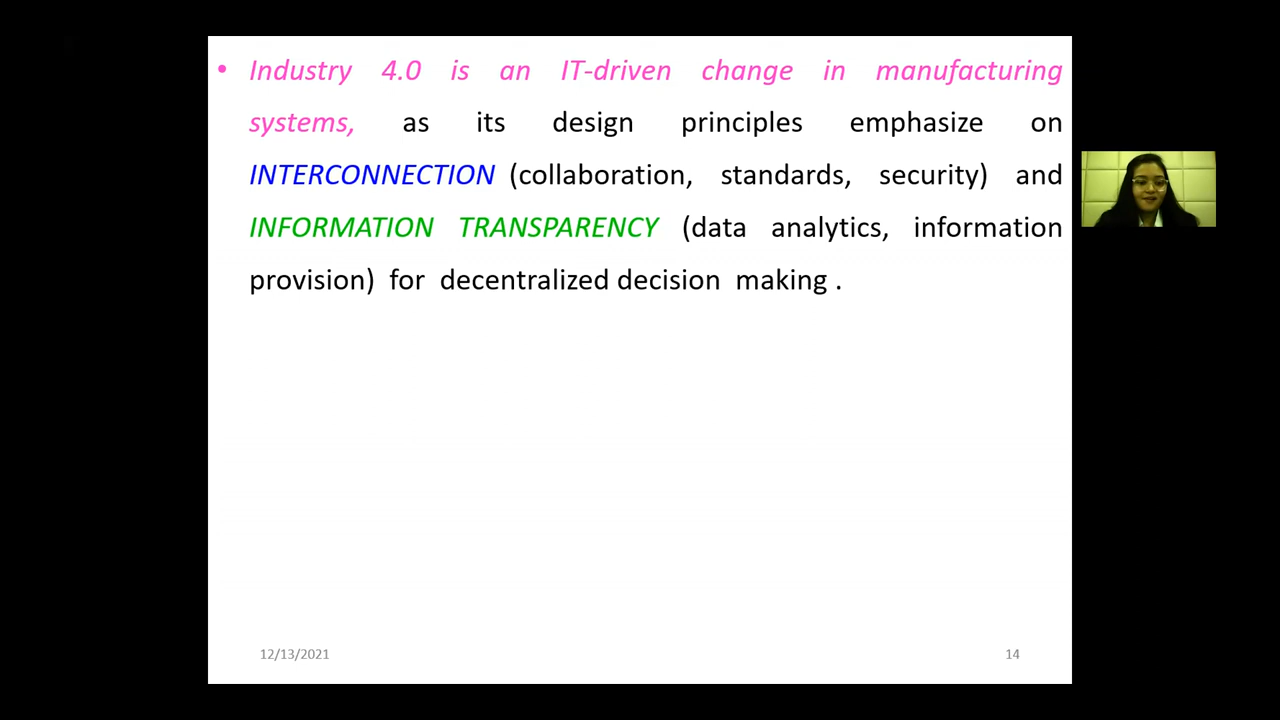 • Industry 4.0 is an IT-driven change in manufacturing
systems, as its design principles emphasize on
INTERCONNECTION (collaboration, standards, security) and
INFORMATION TRANSPARENCY (data analytics, information
provision) for decentralized decision making .
12/13/2021
14